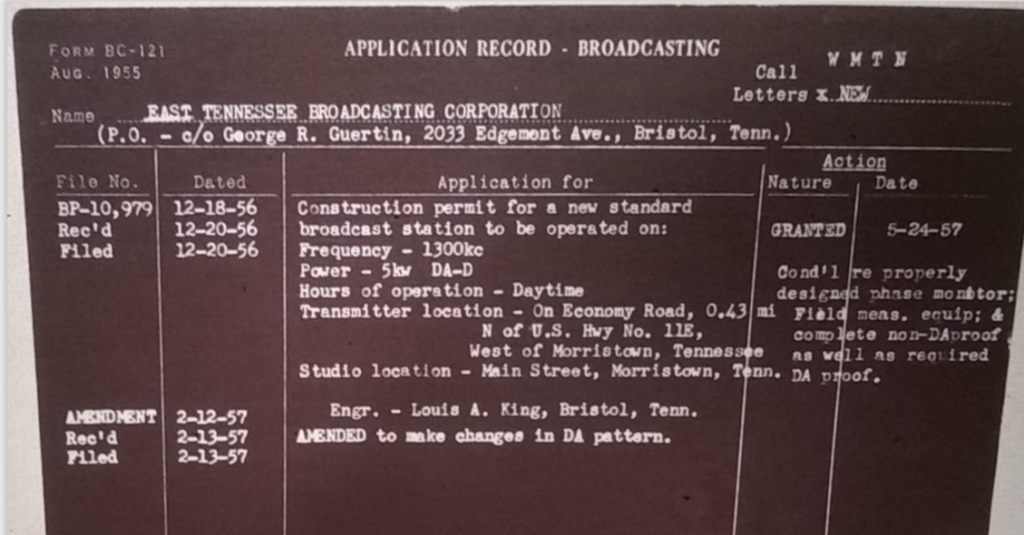 FORM BC-121
AUG. 1955
APPLICATION RECORD - BROADCASTING
W M T N
Call
Letters x NEW
Name EAST TENNESSEE BROADCASTING CORPORATION
(P.O. - c/o George R. Guertin, 2033 Edgemont Ave., Bristol, Tenn.)
Action
File No. Dated Application for Nature Date
BP-10,979 12-18-56 Construction permit for a new standard
Rec'd 12-20-56 broadcast station to be operated on: GRANTED 5-24-57
Filed 12-20-56 Frequency - 1300kc
Power - 5kw DA-D Cond'l re properly
Hours of operation - Daytime designed phase monitor;
Transmitter location - On Economy Road, 0.43 mi Field meas. equip; &
N of U.S. Hwy No. 11E, complete non-DA proof
West of Morristown, Tennessee as well as required
Studio location - Main Street, Morristown, Tenn. DA proof.
Engr. - Louis A. King, Bristol, Tenn.
AMENDMENT 2-12-57
Rec'd 2-13-57 AMENDED to make changes in DA pattern.
Filed 2-13-57